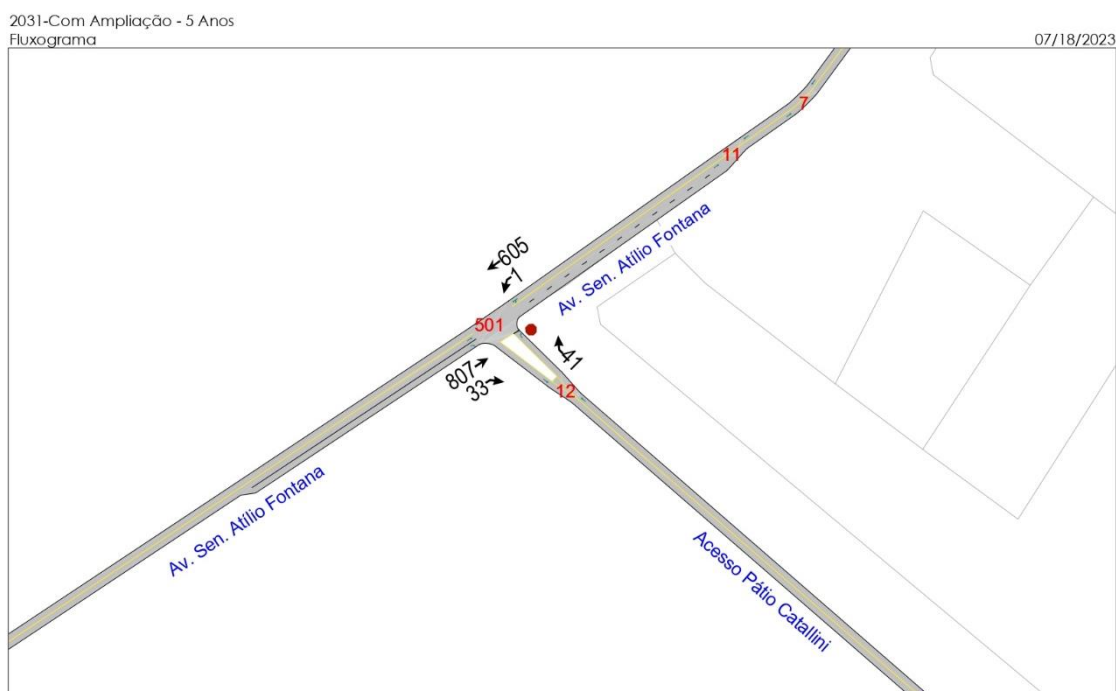 2031-Com Ampliação - 5 Anos
Fluxograma
07/18/2023
7
11
Av. Sen. Atílio Fontana
605
1
501
807
33
41
12
Av. Sen. Atílio Fontana
Acesso Pátio Catallini